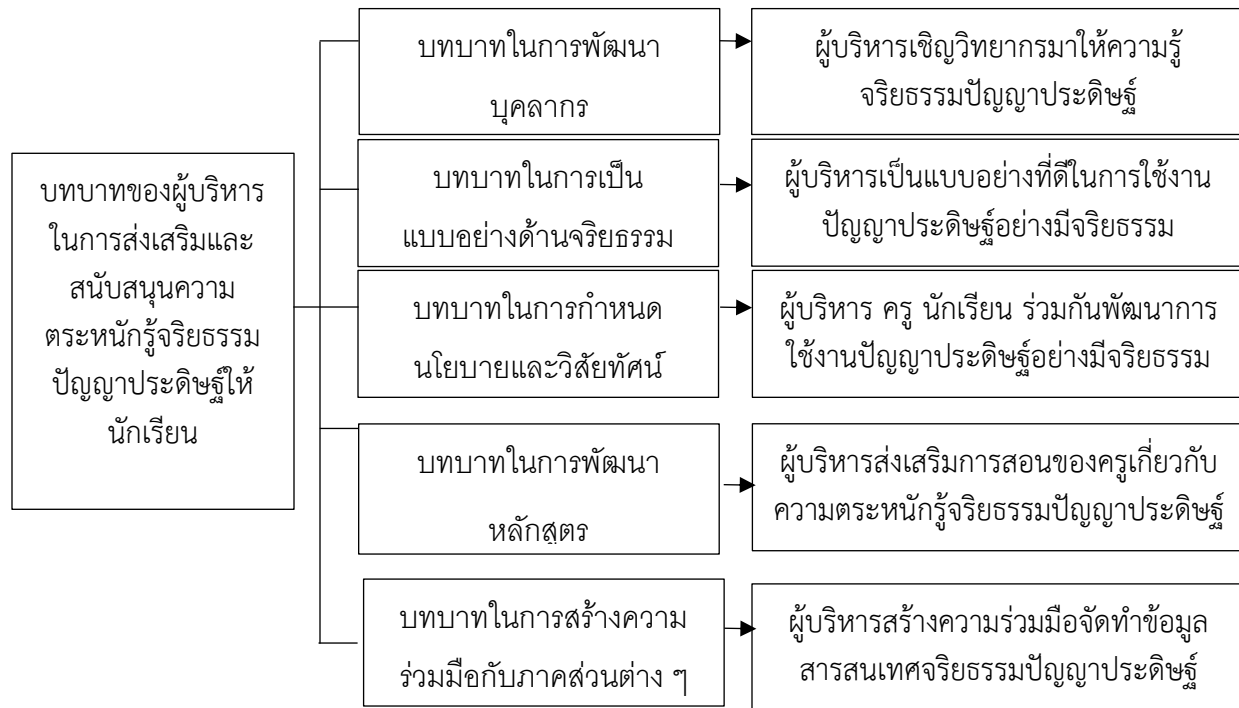 บทบาทของผู้บริหาร
ในการส่งเสริมและ
สนับสนุนความ
ตระหนักรู้จริยธรรม
ปัญญาประดิษฐ์ให้
นักเรียน
บทบาทในการพัฒนา
บุคลากร
ผู้บริหารเชิญวิทยากรมาให้ความรู้
จริยธรรมปัญญาประดิษฐ์
บทบาทในการเป็น
แบบอย่างด้านจริยธรรม
ผู้บริหารเป็นแบบอย่างที่ดีในการใช้งาน
ปัญญาประดิษฐ์อย่างมีจริยธรรม
บทบาทในการกำหนด
นโยบายและวิสัยทัศน์
ผู้บริหาร ครู นักเรียน ร่วมกันพัฒนาการ
ใช้งานปัญญาประดิษฐ์อย่างมีจริยธรรม
บทบาทในการพัฒนา
หลักสูตร
ผู้บริหารส่งเสริมการสอนของครูเกี่ยวกับ
ความตระหนักรู้จริยธรรมปัญญาประดิษฐ์
บทบาทในการสร้างความ
ร่วมมือกับภาคส่วนต่าง ๆ
ผู้บริหารสร้างความร่วมมือจัดทำข้อมูล
สารสนเทศจริยธรรมปัญญาประดิษฐ์